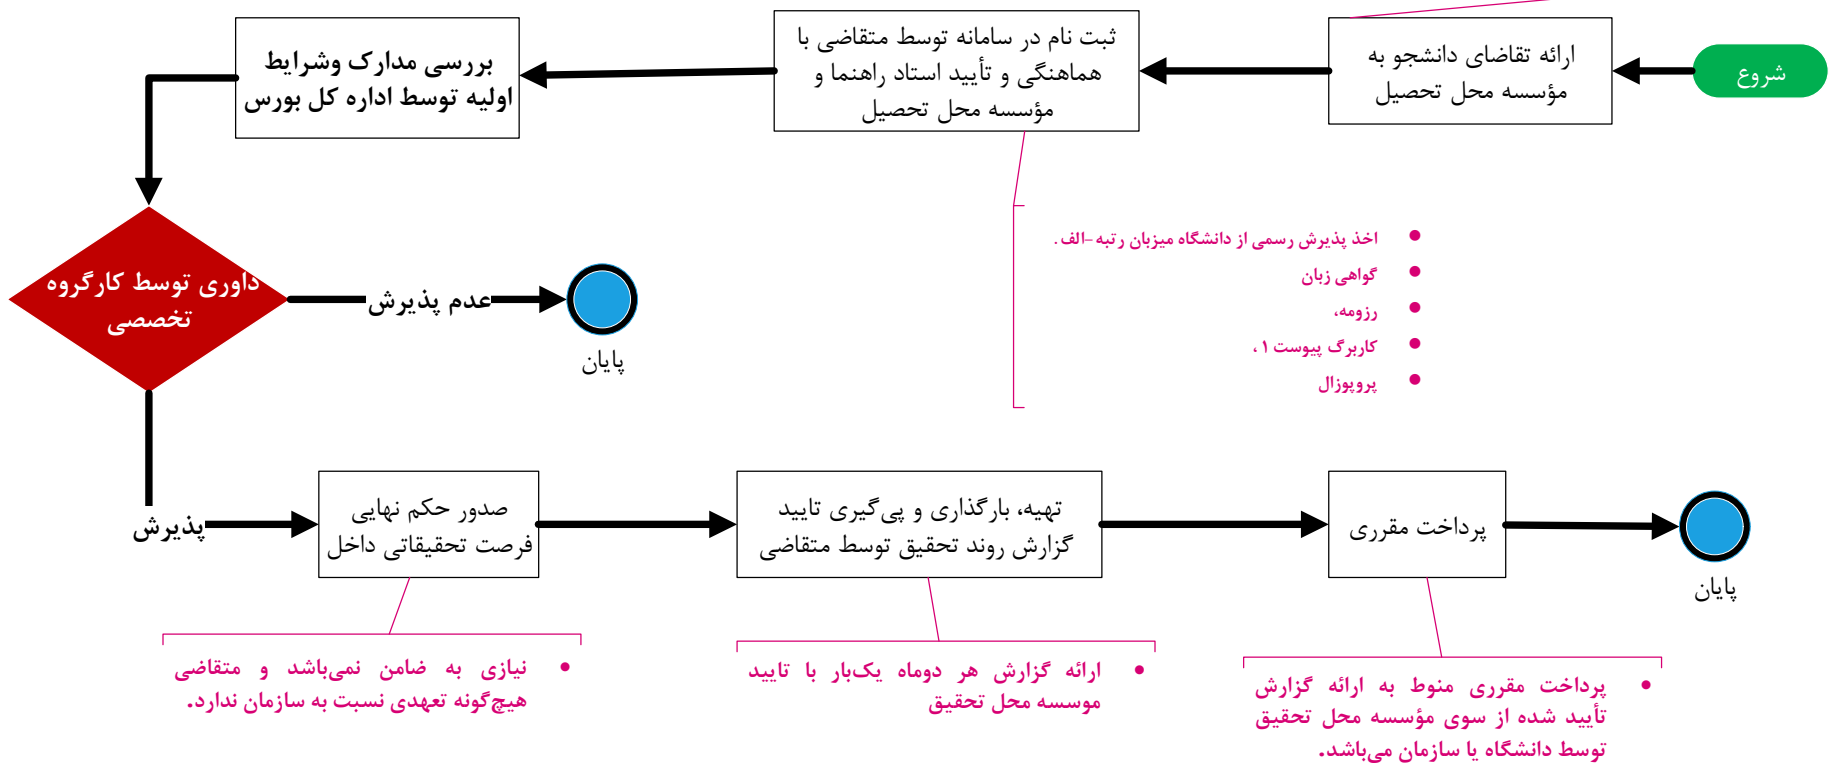 شروع
ارائه تقاضای دانشجو به
مؤسسه محل تحصیل
ثبت نام در سامانه توسط متقاضی با
هماهنگی و تأیید استاد راهنما و
مؤسسه محل تحصیل
بررسی مدارک وشرایط
اولیه توسط اداره کل بورس
• اخذ پذیرش رسمی از دانشگاه میزبان رتبه -الف .
• گواهی زبان
• رزومه،
• کاربرگ پیوست ۱ ،
• پروپوزال
داوری توسط کارگروه
تخصصی
عدم پذیرش
پایان
پذیرش
صدور حکم نهایی
فرصت تحقیقاتی داخل
تهیه، بارگذاری و پی‌گیری تایید
گزارش روند تحقیق توسط متقاضی
پرداخت مقرری
پایان
• نیازی به ضامن نمی‌باشد و متقاضی
هیچ‌گونه تعهدی نسبت به سازمان ندارد.
• ارائه گزارش هر دوماه یک‌بار با تایید
موسسه محل تحقیق
• پرداخت مقرری منوط به ارائه گزارش
تأیید شده از سوی مؤسسه محل تحقیق
توسط دانشگاه یا سازمان می‌باشد.